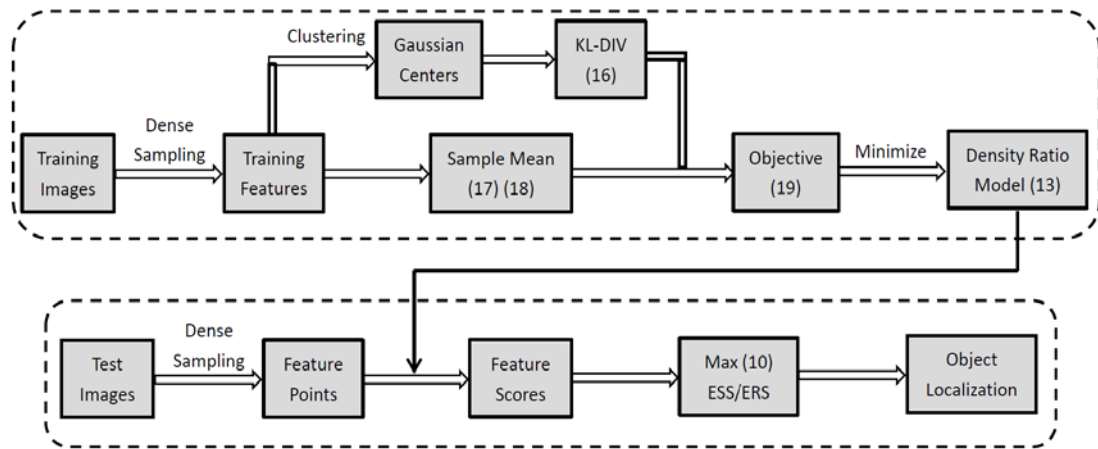 Clustering
Gaussian
Centers
KL-DIV
(16)
Training
Images
Dense
Sampling
Training
Features
Sample Mean
(17) (18)
Objective
(19)
Minimize
Density Ratio
Model (13)
Test
Images
Dense
Sampling
Feature
Points
Feature
Scores
Max (10)
ESS/ERS
Object
Localization